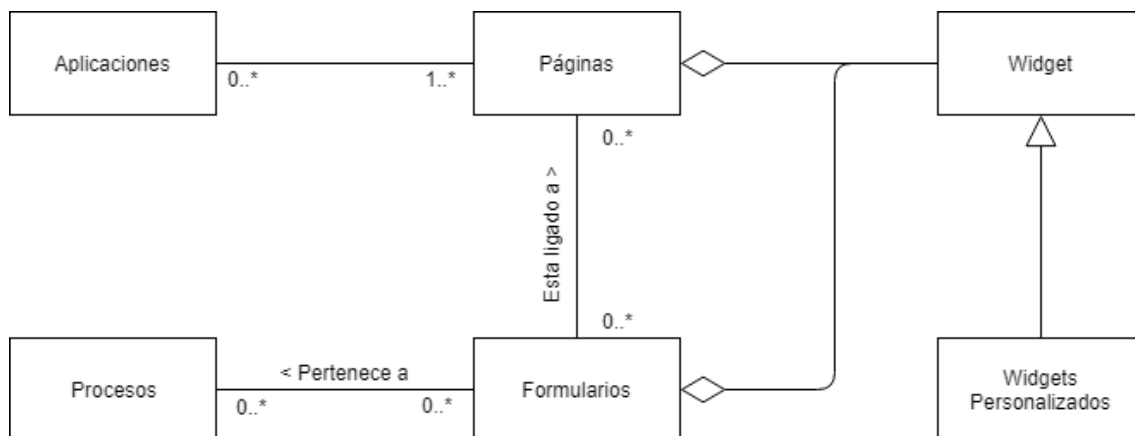 Aplicaciones
0..*
1..*
Páginas
Widget
0..*
Esta ligado a >
0..*
Procesos
< Pertenece a
0..*
0..*
Formularios
Widgets
Personalizados